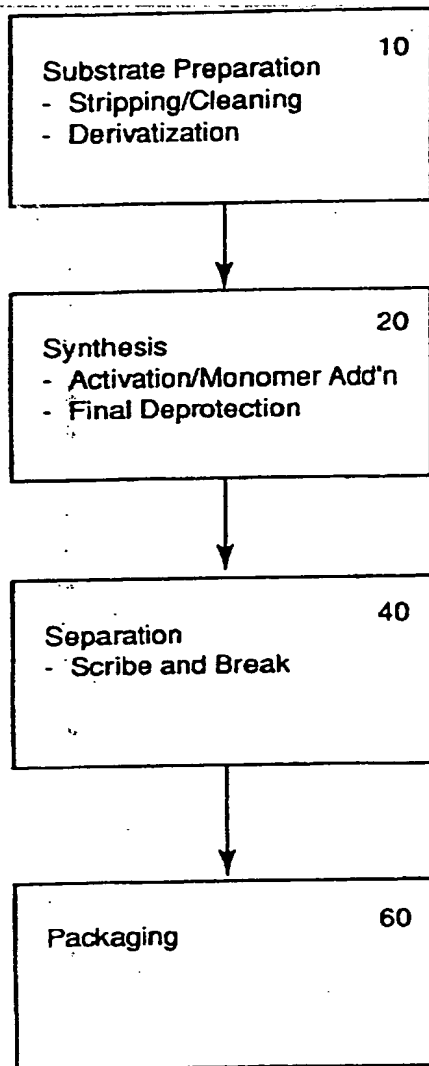 10
Substrate Preparation
- Stripping/Cleaning
- Derivatization
20
Synthesis
- Activation/Monomer Add'n
- Final Deprotection
40
Separation
- Scribe and Break
60
Packaging